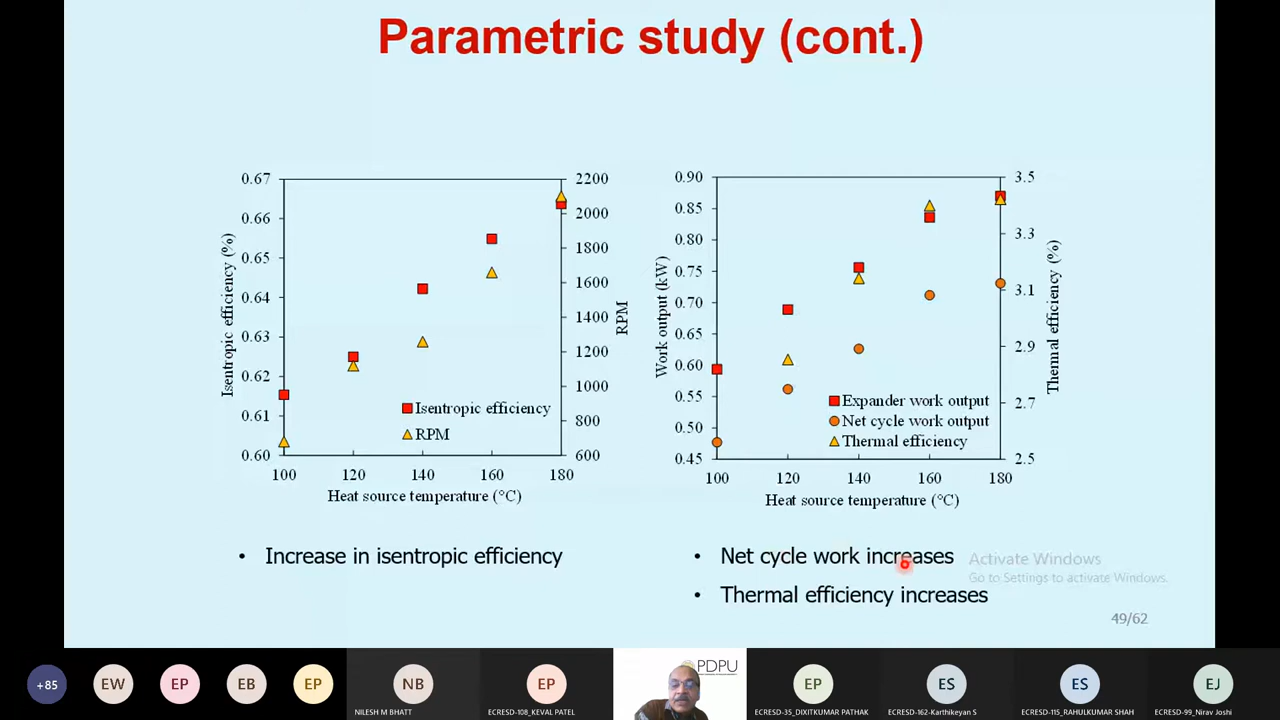 Parametric study (cont.)
0.67
0.66
0.65
0.64
0.63
0.62
0.61
0.60
Isentropic efficiency (%)
2200
2000
1800
1600
1400
1200
1000
800
600
RPM
Isentropic efficiency
RPM
100 120 140 160 180
Heat source temperature (°C)
0.90
0.85
0.80
0.75
0.70
0.65
0.60
0.55
0.50
0.45
Work output (kW)
3.5
3.3
3.1
2.9
2.7
2.5
Thermal efficiency (%)
Expander work output
Net cycle work output
Thermal efficiency
100 120 140 160 180
Heat source temperature (°C)
• Increase in isentropic efficiency
• Net cycle work increases
• Thermal efficiency increases
Activate Windows
Go to Settings to activate Windows.
49/62
+85 EW EP EB EP NB EP PDPU EP ES ES EJ
NILESH M BHATT ECRESD-108_KEVAL PATEL ECRESD-35_DIXITKUMAR PATHAK ECRESD-162-Karthikeyan S ECRESD-115_RAHULKUMAR SHAH ECRESD-99_Nirav Joshi